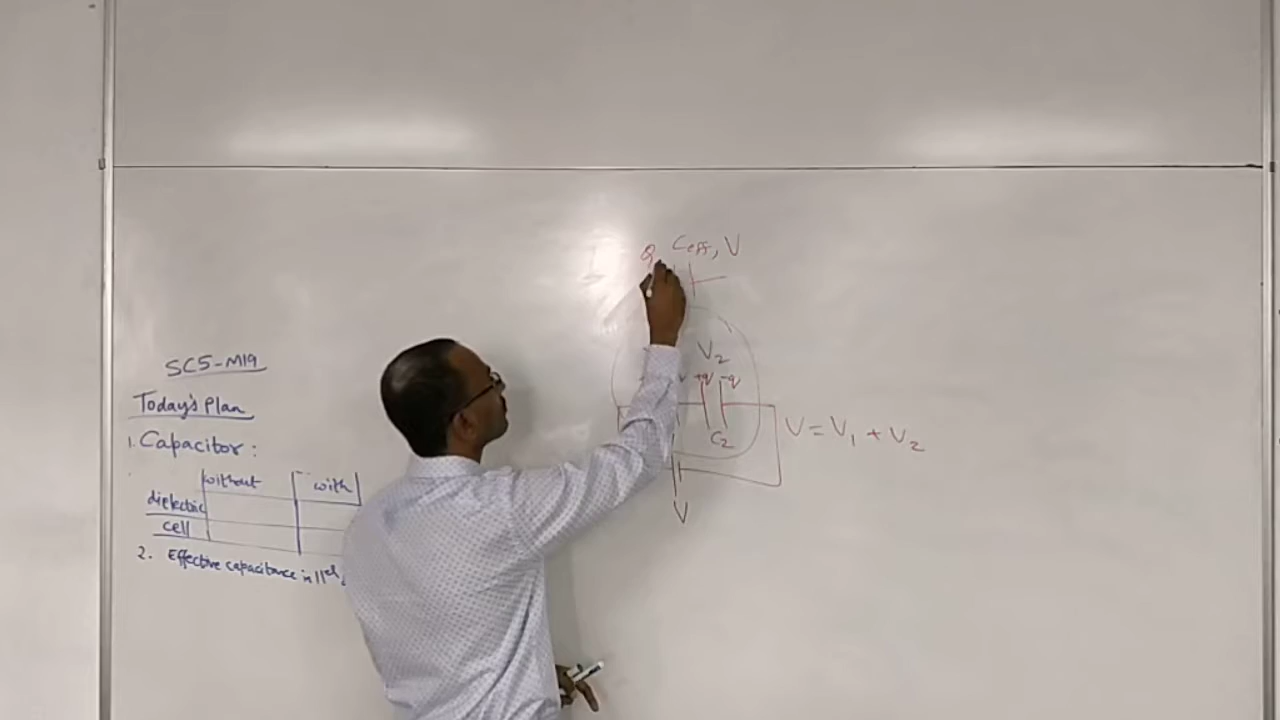 SC5-M19
Today's Plan
1. Capacitor:
without with
dielectric
cell
2. Effective capacitance in ||el,
Ceff, V
V2
+q -q
C2
V = V1 + V2
V